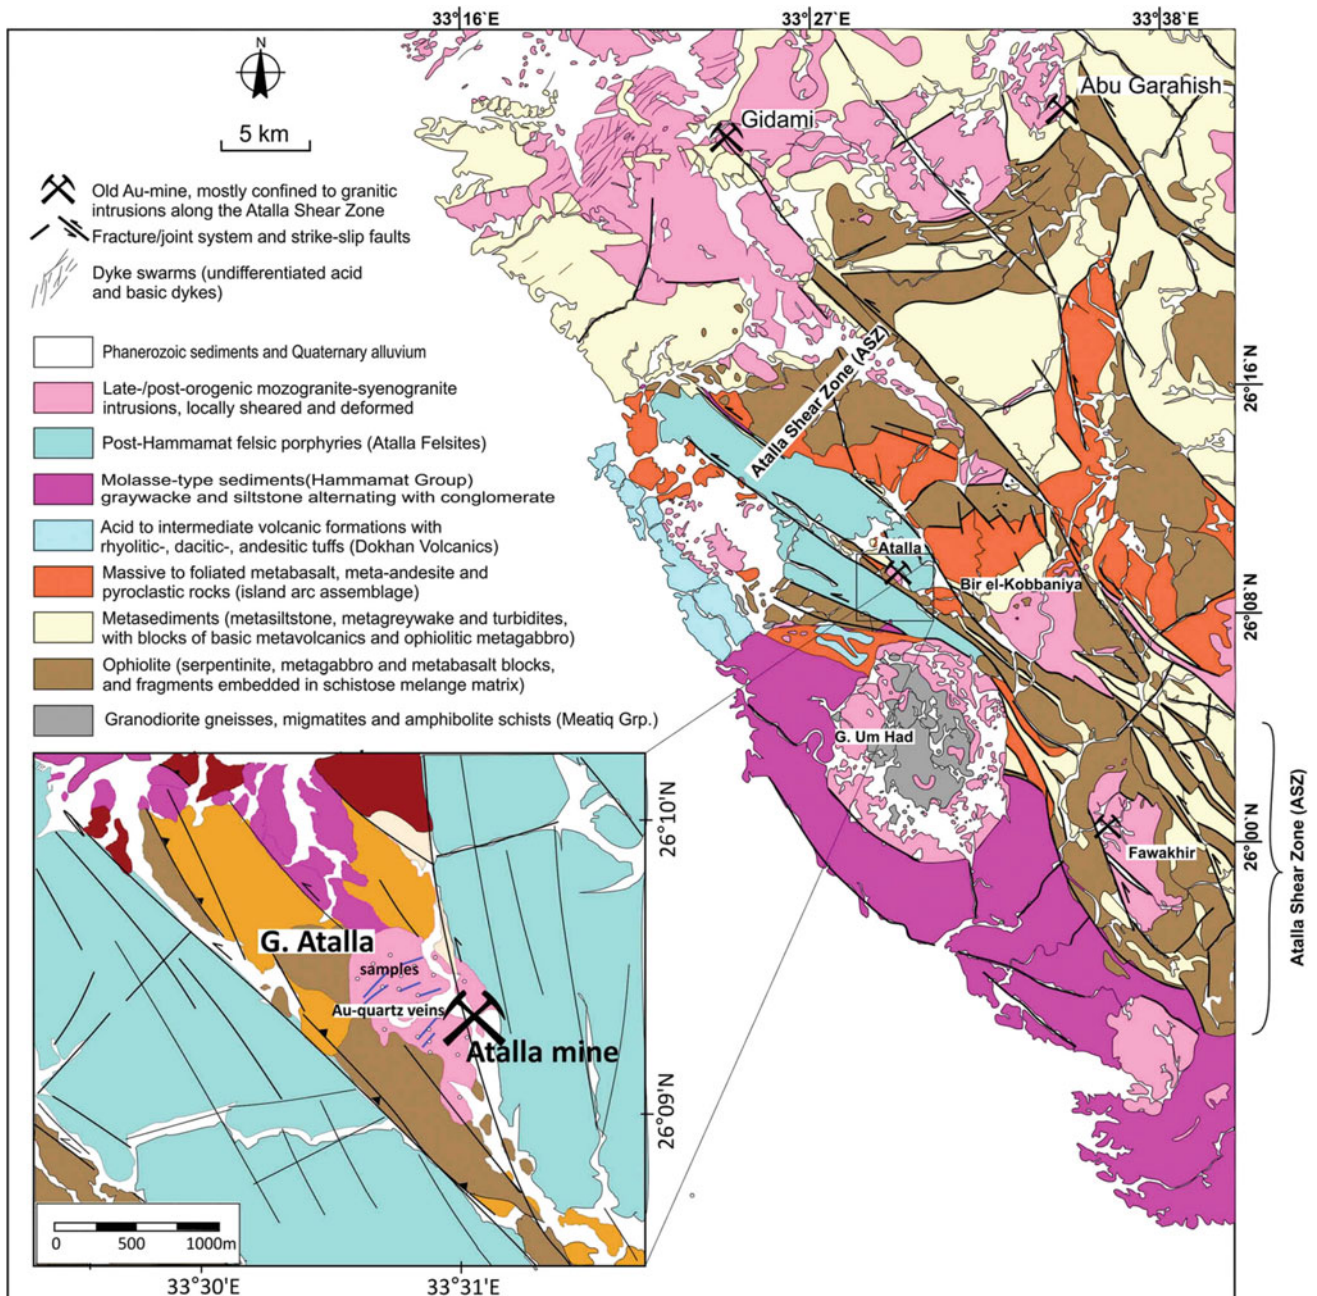 33°16´E
33°27´E
33°38´E
N
5 km
Abu Garahish
Gidami
Old Au-mine, mostly confined to granitic
intrusions along the Atalla Shear Zone
Fracture/joint system and strike-slip faults
Dyke swarms (undifferentiated acid
and basic dykes)
Phanerozoic sediments and Quaternary alluvium
Late-/post-orogenic mozogranite-syenogranite
intrusions, locally sheared and deformed
Post-Hammamat felsic porphyries (Atalla Felsites)
Molasse-type sediments(Hammamat Group)
graywacke and siltstone alternating with conglomerate
Acid to intermediate volcanic formations with
rhyolitic-, dacitic-, andesitic tuffs (Dokhan Volcanics)
Massive to foliated metabasalt, meta-andesite and
pyroclastic rocks (island arc assemblage)
Metasediments (metasiltstone, metagreywake and turbidites,
with blocks of basic metavolcanics and ophiolitic metagabbro)
Ophiolite (serpentinite, metagabbro and metabasalt blocks,
and fragments embedded in schistose melange matrix)
Granodiorite gneisses, migmatites and amphibolite schists (Meatiq Grp.)
Atalla Shear Zone (ASZ)
Atalla
Bir el-Kobbaniya
G. Um Had
Fawakhir
26°16´N
26°08´N
26°00´N
Atalla Shear Zone (ASZ)
G. Atalla
samples
Au-quartz veins
Atalla mine
26°10'N
26°09'N
0 500 1000m
33°30'E
33°31'E